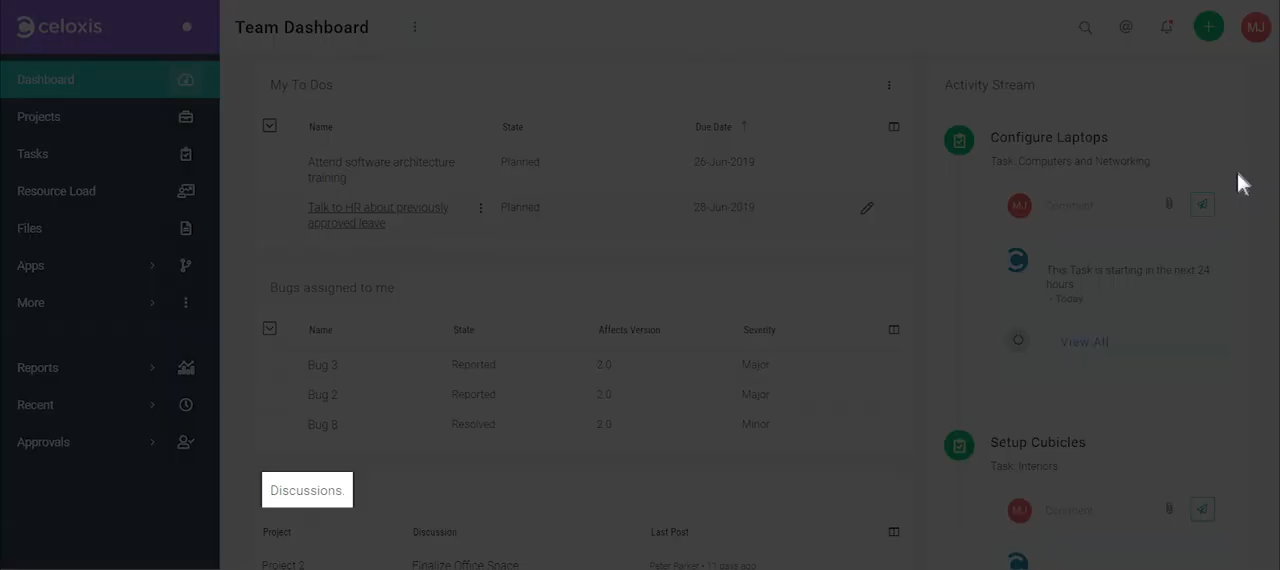 celoxis
Team Dashboard
MJ
Dashboard
Projects
Tasks
Resource Load
Files
Apps
More
Reports
Recent
Approvals
My To Dos
Name State Due Date
Attend software architecture
training
Planned 26-Jun-2019
Talk to HR about previously
approved leave
Planned 28-Jun-2019
Bugs assigned to me
Name State Affects Version Severity
Bug 3 Reported 2.0 Major
Bug 2 Reported 2.0 Major
Bug 8 Resolved 2.0 Minor
Discussions.
Project Discussion Last Post
Project 2 Finalize Office Space Peter Parker • 11 days ago
Activity Stream
Configure Laptops
Task: Computers and Networking
MJ Comment
This Task is starting in the next 24
hours
- Today
View All
Setup Cubicles
Task: Interiors
MJ Comment